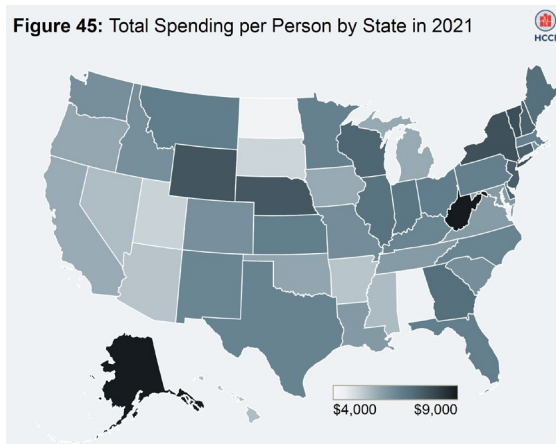 Figure 45: Total Spending per Person by State in 2021
HCCI
$4,000
$9,000